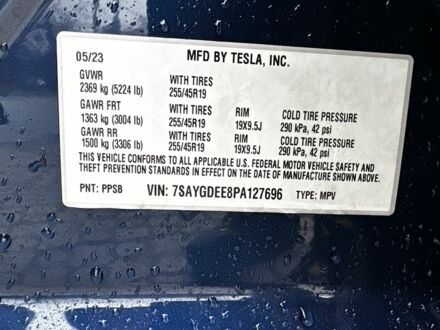 05/23 MFD BY TESLA, INC.
GVWR WITH TIRES
2369 kg (5224 lb) 255/45R19
GAWR FRT WITH TIRES RIM COLD TIRE PRESSURE
1363 kg (3004 lb) 255/45R19 19X9.5J 290 kPa, 42 psi
GAWR RR WITH TIRES RIM COLD TIRE PRESSURE
1500 kg (3306 lb) 255/45R19 19X9.5J 290 kPa, 42 psi
THIS VEHICLE CONFORMS TO ALL APPLICABLE U.S. FEDERAL MOTOR VEHICLE SAFETY AND
THEFT PREVENTION STANDARDS IN EFFECT ON THE DATE OF MANUFACTURE SHOWN ABOVE.
PNT: PPSB VIN: 7SAYGDEE8PA127696 TYPE: MPV